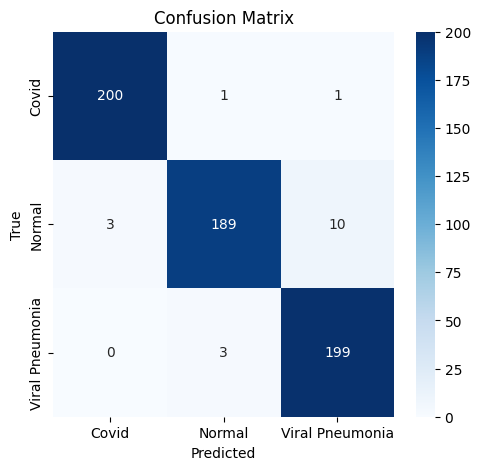 Confusion Matrix
Covid
Normal
Viral Pneumonia
True
200 1 1
3 189 10
0 3 199
Covid Normal Viral Pneumonia
Predicted
200
175
150
125
100
75
50
25
0